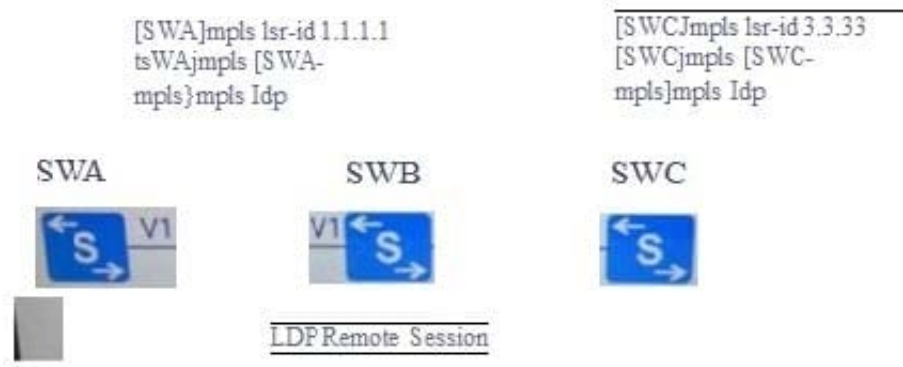 [SWA]mpls lsr-id 1.1.1.1
tsWAjmpls [SWA-
mpls}mpls Idp
[SWCJmpls lsr-id 3.3.33
[SWCjmpls [SWC-
mpls]mpls Idp
SWA
SWB
SWC
S V1
V1 S
S
LDP Remote Session